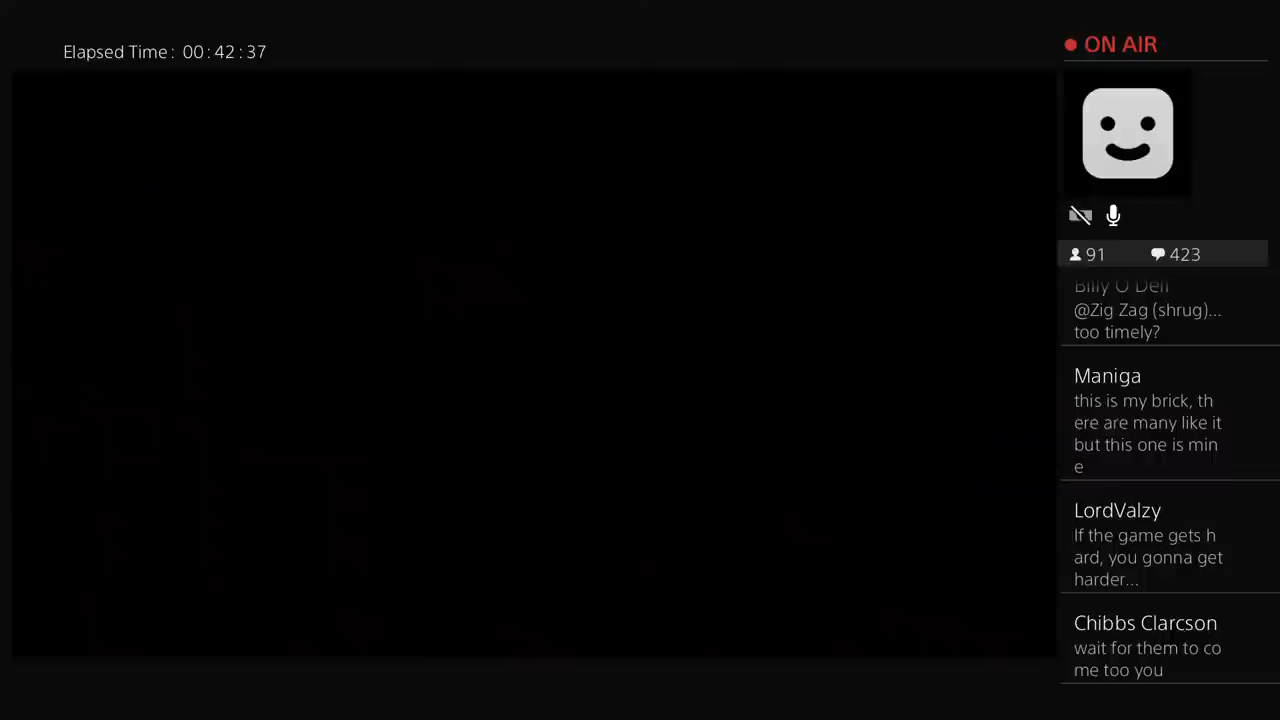 Elapsed Time: 00:42:37
ON AIR
91 423
Billy O Dell
@Zig Zag (shrug)...
too timely?
Maniga
this is my brick, th
ere are many like it
but this one is min
e
LordValzy
If the game gets h
ard, you gonna get
harder...
Chibbs Clarcson
wait for them to co
me too you